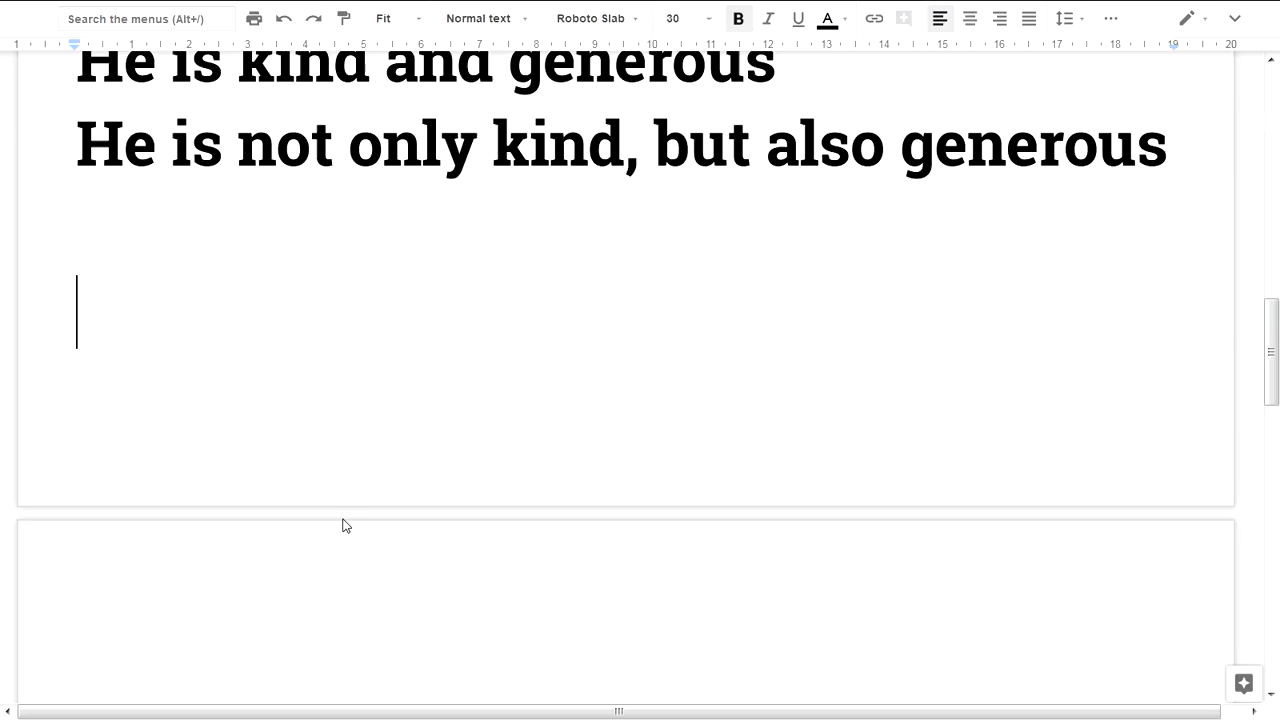 Search the menus (Alt+/) Fit Normal text Roboto Slab 30 B I U A
1 1 2 3 4 5 6 7 8 9 10 11 12 13 14 15 16 17 18 19 20
He is kind and generous
He is not only kind, but also generous